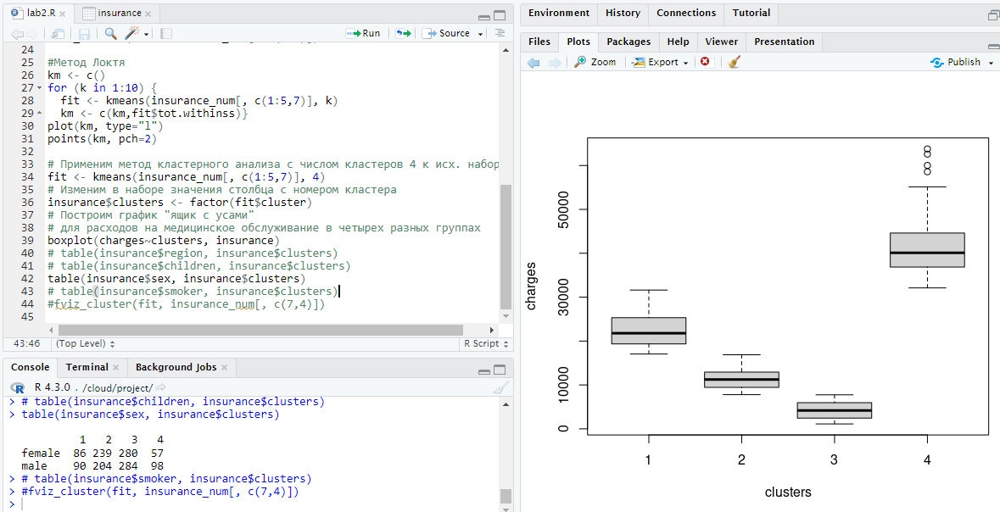 lab2.R
insurance
Run
Source
24
25 #Метод Локтя
26 km <- c()
27 for (k in 1:10) {
28 fit <- kmeans(insurance_num[, c(1:5,7)], k)
29 km <- c(km,fit$tot.withinss)}
30 plot(km, type="l")
31 points(km, pch=2)
32
33 # Применим метод кластерного анализа с числом кластеров 4 к исх. набор
34 fit <- kmeans(insurance_num[, c(1:5,7)], 4)
35 # Изменим в наборе значения столбца с номером кластера
36 insurance$clusters <- factor(fit$cluster)
37 # Построим график "ящик с усами"
38 # для расходов на медицинское обслуживание в четырех разных группах
39 boxplot(charges~clusters, insurance)
40 # table(insurance$region, insurance$clusters)
41 # table(insurance$children, insurance$clusters)
42 table(insurance$sex, insurance$clusters)
43 # table(insurance$smoker, insurance$clusters)
44 #fviz_cluster(fit, insurance_num[, c(7,4)])
45
43:46 (Top Level) R Script
Console Terminal Background Jobs
R 4.3.0 . /cloud/project/
> # table(insurance$children, insurance$clusters)
> table(insurance$sex, insurance$clusters)
1 2 3 4
female 86 239 280 57
male 90 204 284 98
> # table(insurance$smoker, insurance$clusters)
> #fviz_cluster(fit, insurance_num[, c(7,4)])
>
Environment History Connections Tutorial
Files Plots Packages Help Viewer Presentation
Zoom Export Publish
charges
50000
30000
10000
0
1 2 3 4
clusters